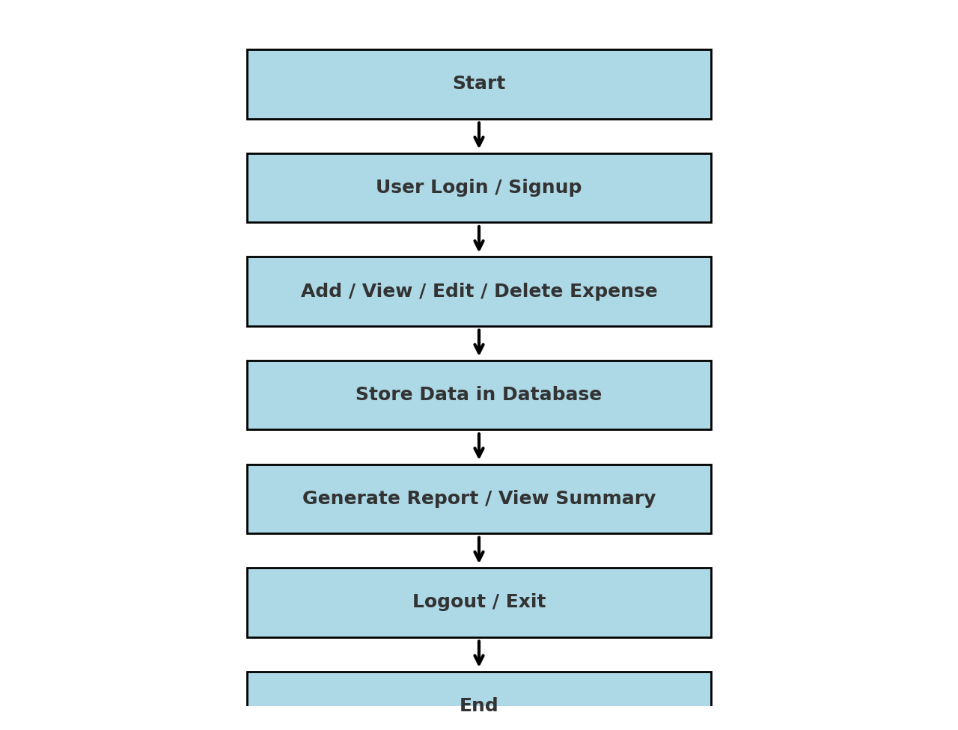 Start
User Login / Signup
Add / View / Edit / Delete Expense
Store Data in Database
Generate Report / View Summary
Logout / Exit
End